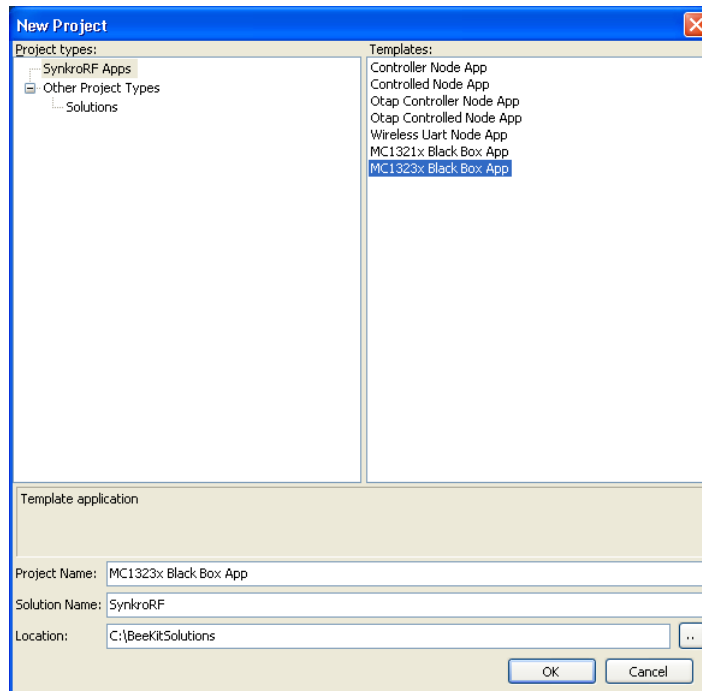 New Project
Project types:
SynkroRF Apps
Other Project Types
Solutions
Templates:
Controller Node App
Controlled Node App
Otap Controller Node App
Otap Controlled Node App
Wireless Uart Node App
MC1321x Black Box App
MC1323x Black Box App
Template application
Project Name: MC1323x Black Box App
Solution Name: SynkroRF
Location: C:\BeeKitSolutions ..
OK Cancel